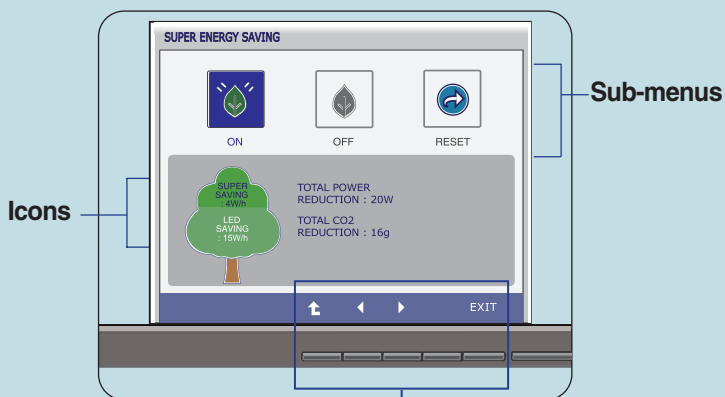 SUPER ENERGY SAVING
ON
OFF
RESET
Sub-menus
Icons
SUPER
SAVING
: 4W/h
LED
SAVING
: 15W/h
TOTAL POWER
REDUCTION : 20W
TOTAL CO2
REDUCTION : 16g
EXIT